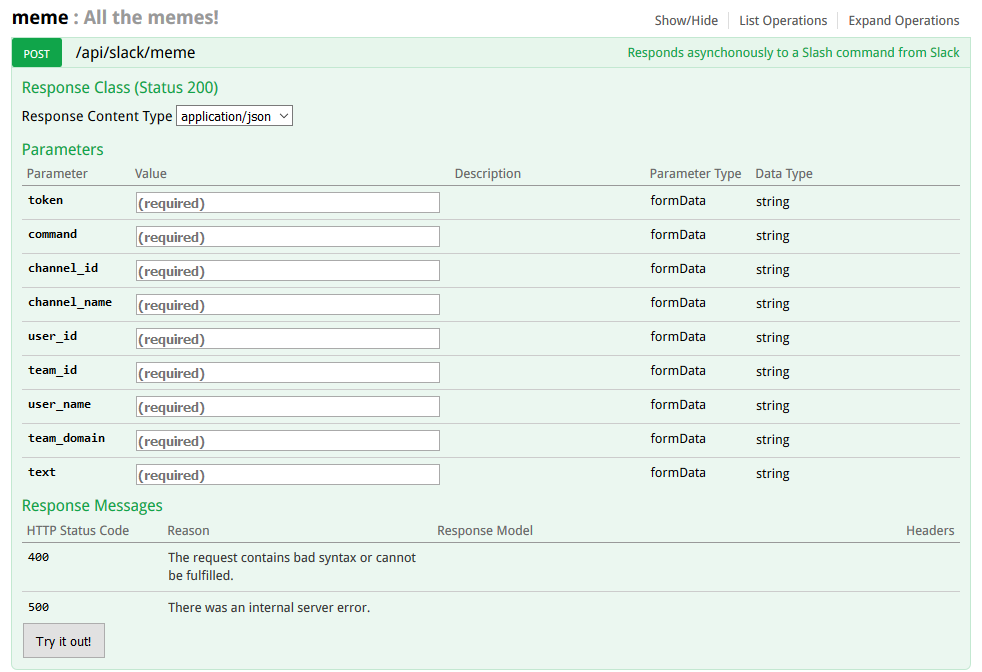 meme : All the memes!
Show/Hide List Operations Expand Operations
POST /api/slack/meme Responds asynchonously to a Slash command from Slack
Response Class (Status 200)
Response Content Type application/json
Parameters
Parameter Value Description Parameter Type Data Type
token (required) formData string
command (required) formData string
channel_id (required) formData string
channel_name (required) formData string
user_id (required) formData string
team_id (required) formData string
user_name (required) formData string
team_domain (required) formData string
text (required) formData string
Response Messages
HTTP Status Code Reason Response Model Headers
400 The request contains bad syntax or cannot
be fulfilled.
500 There was an internal server error.
Try it out!